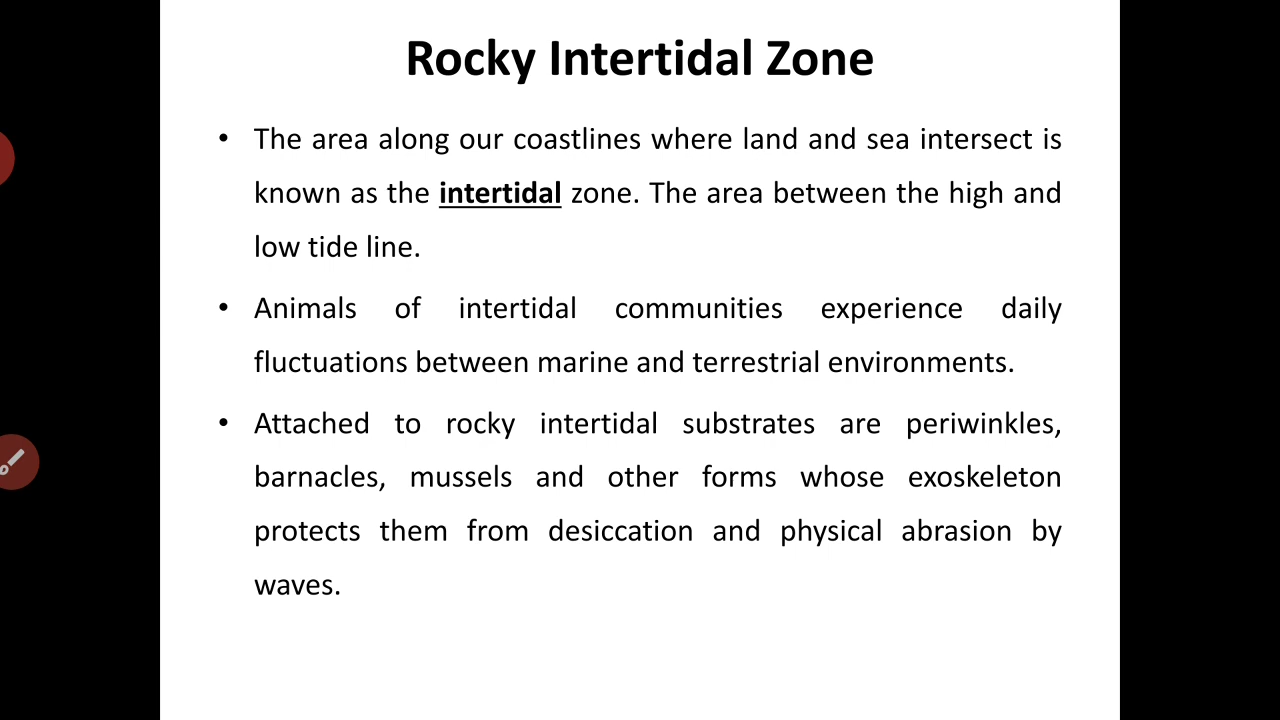 Rocky Intertidal Zone
• The area along our coastlines where land and sea intersect is
known as the intertidal zone. The area between the high and
low tide line.
• Animals of intertidal communities experience daily
fluctuations between marine and terrestrial environments.
• Attached to rocky intertidal substrates are periwinkles,
barnacles, mussels and other forms whose exoskeleton
protects them from desiccation and physical abrasion by
waves.